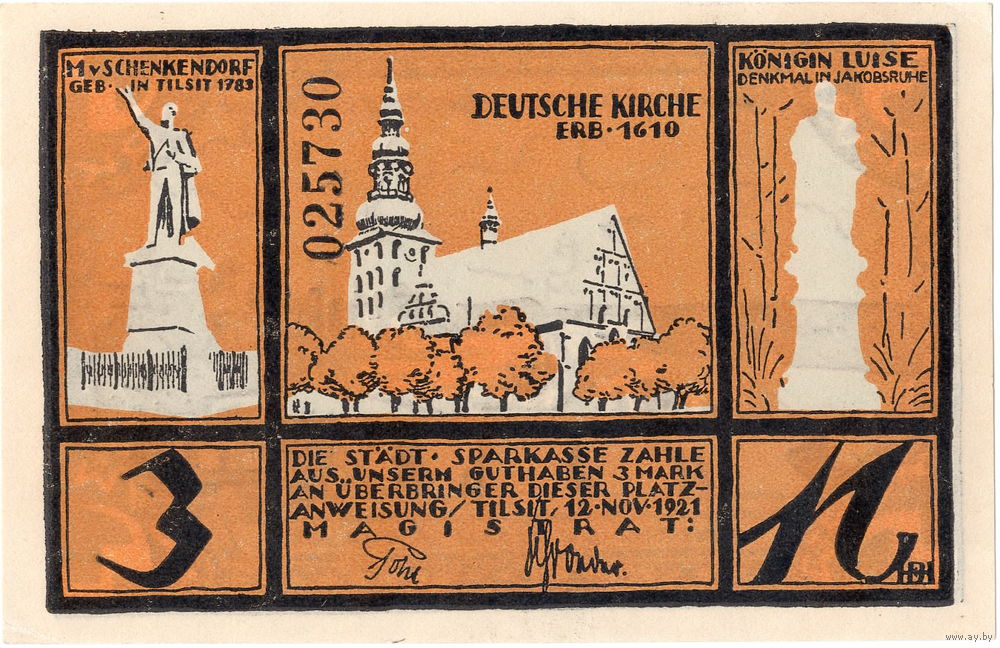 M v SCHENKENDORF
GEB · IN TILSIT 1783
025730
DEUTSCHE KIRCHE
ERB · 1610
KÖNIGIN LUISE
DENKMAL IN JAKOBSRUHE
3
DIE STÄDT · SPARKASSE ZAHLE
AUS „UNSERM GUTHABEN 3 MARK
AN ÜBERBRINGER DIESER PLATZ-
ANWEISUNG / TILSIT, 12 · NOV · 1921
MAGISTRAT:
M
www.ay.by